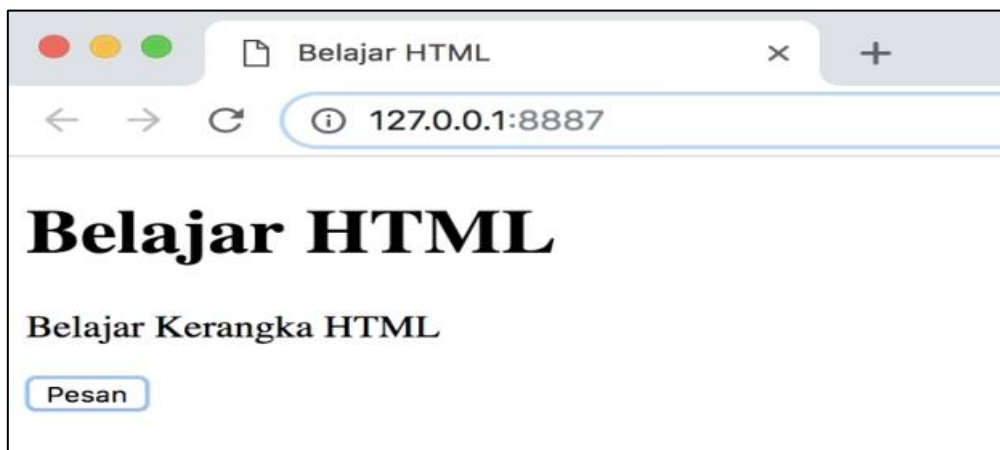 Belajar HTML
127.0.0.1:8887
Belajar HTML
Belajar Kerangka HTML
Pesan